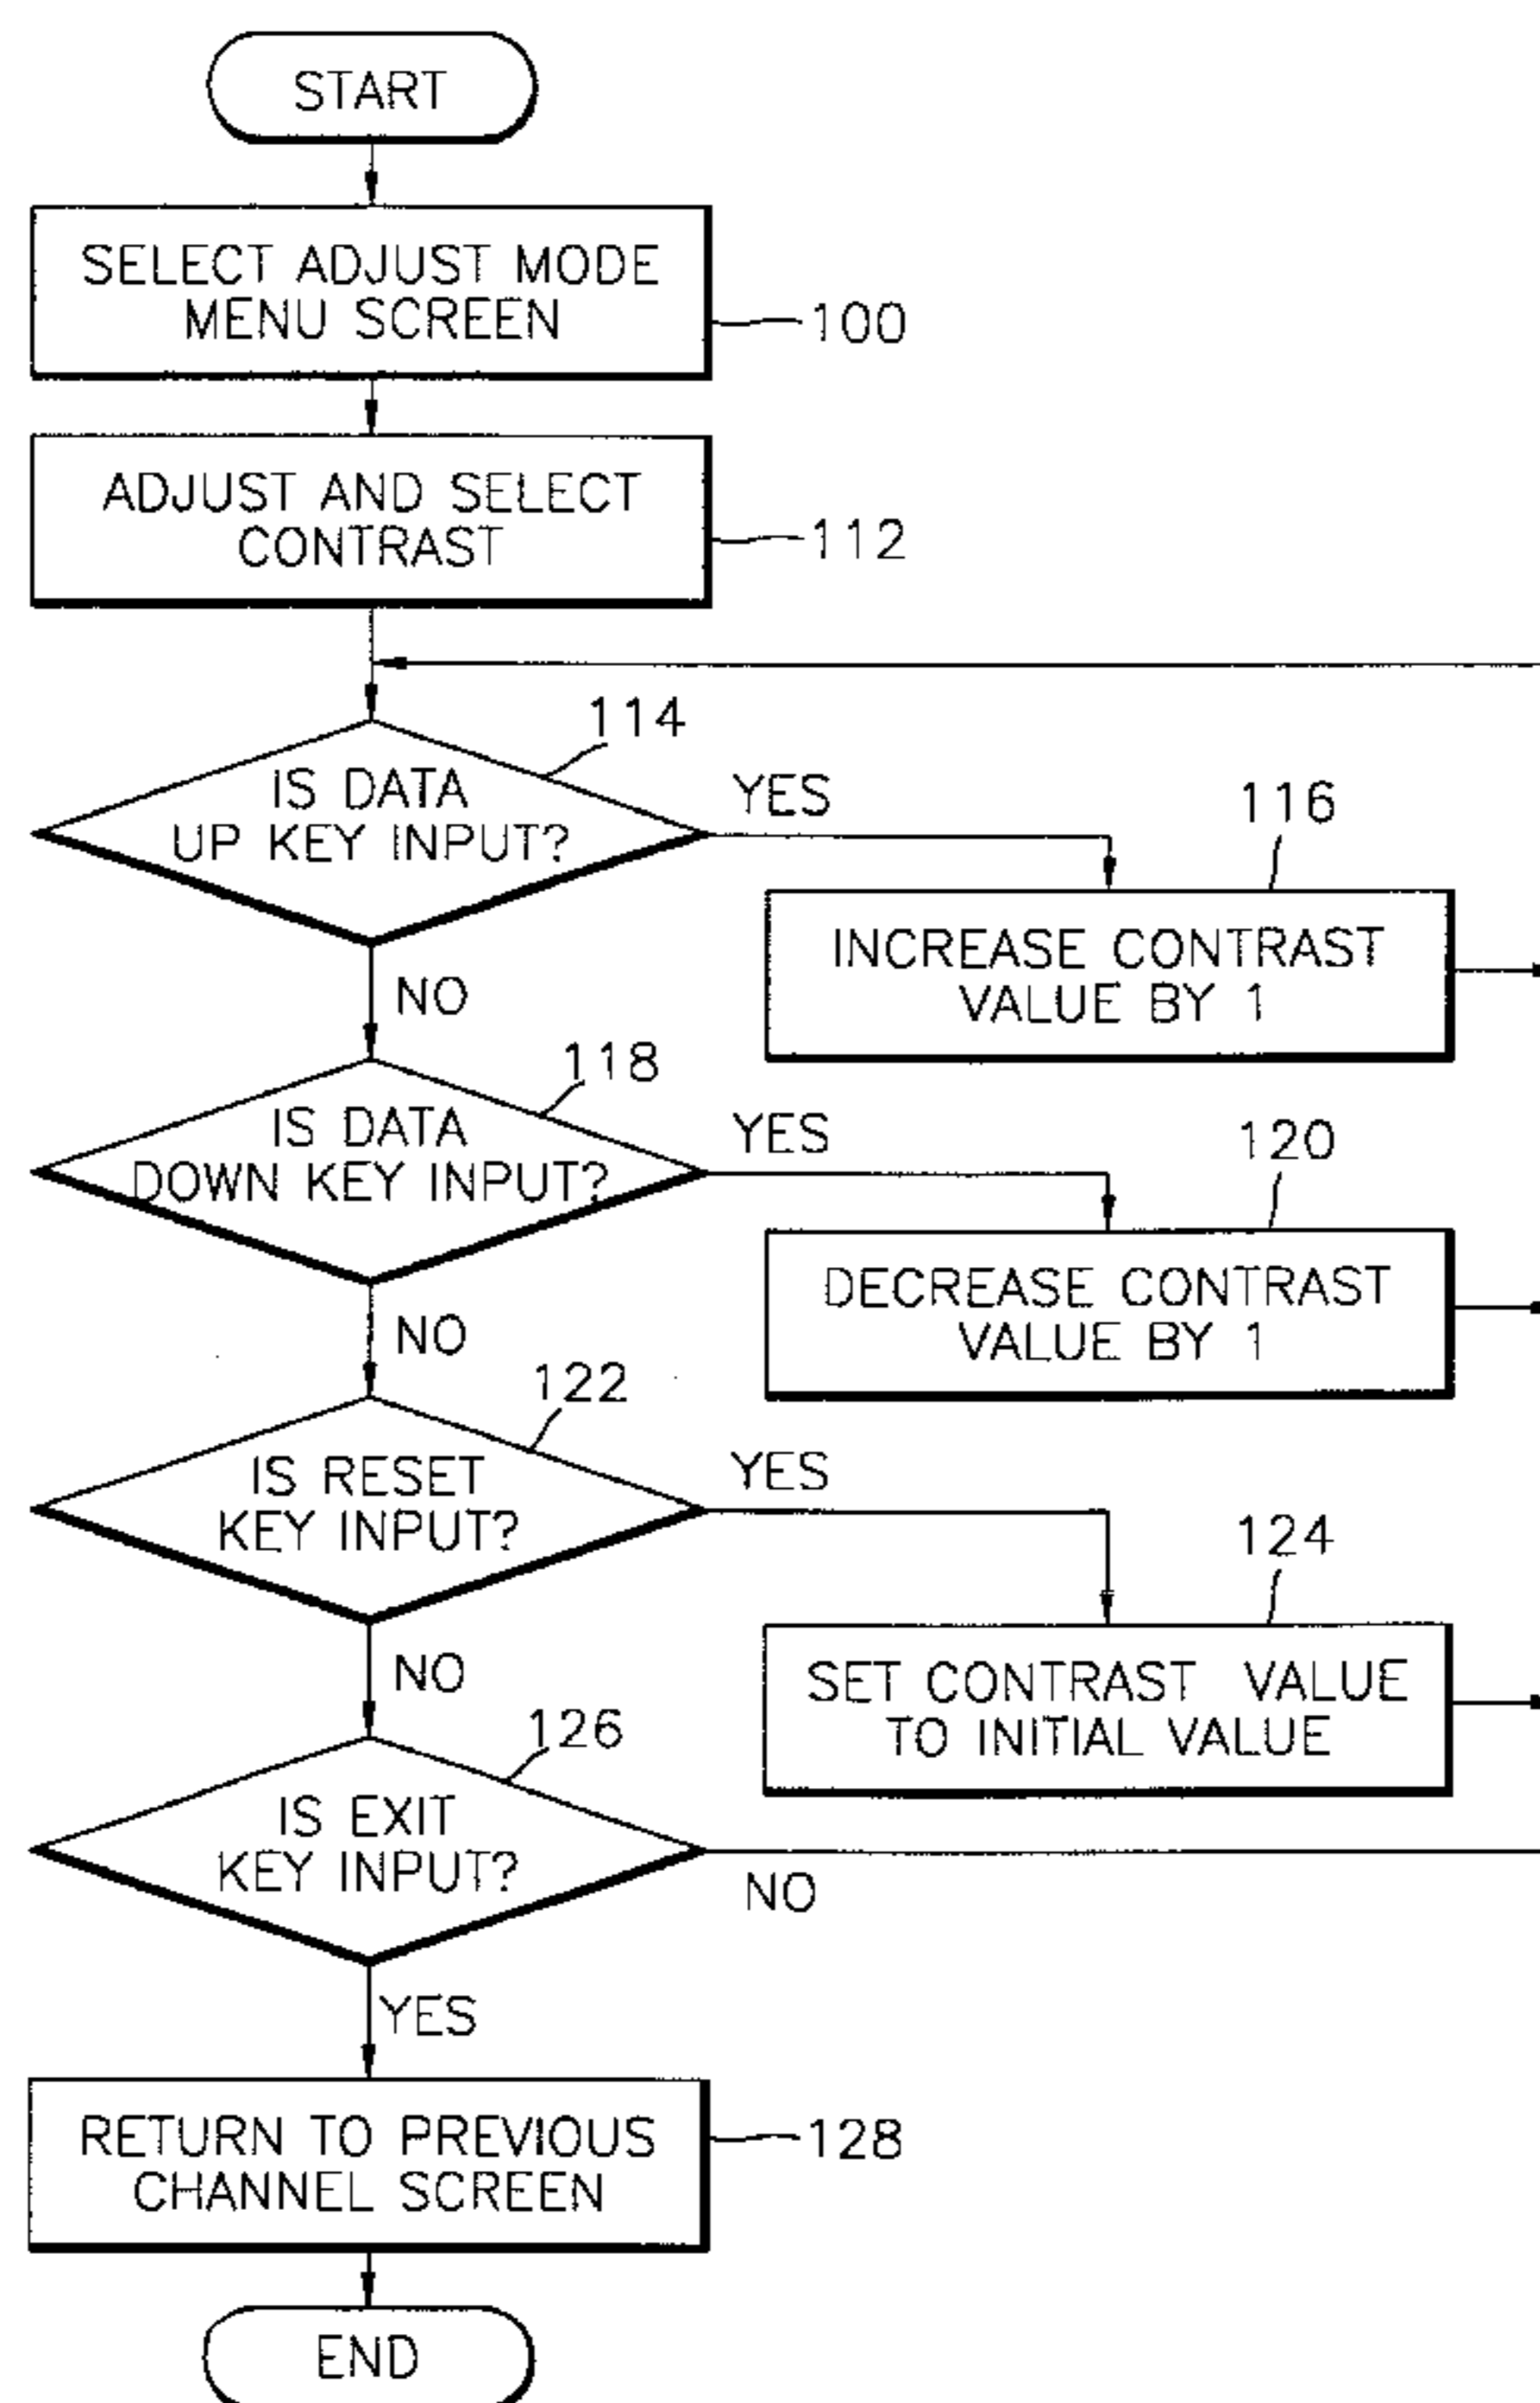 START
SELECT ADJUST MODE
MENU SCREEN
100
ADJUST AND SELECT
CONTRAST
112
114
IS DATA
UP KEY INPUT?
YES
116
INCREASE CONTRAST
VALUE BY 1
NO
118
IS DATA
DOWN KEY INPUT?
YES
120
DECREASE CONTRAST
VALUE BY 1
NO
122
IS RESET
KEY INPUT?
YES
124
SET CONTRAST VALUE
TO INITIAL VALUE
NO
126
IS EXIT
KEY INPUT?
NO
YES
RETURN TO PREVIOUS
CHANNEL SCREEN
128
END